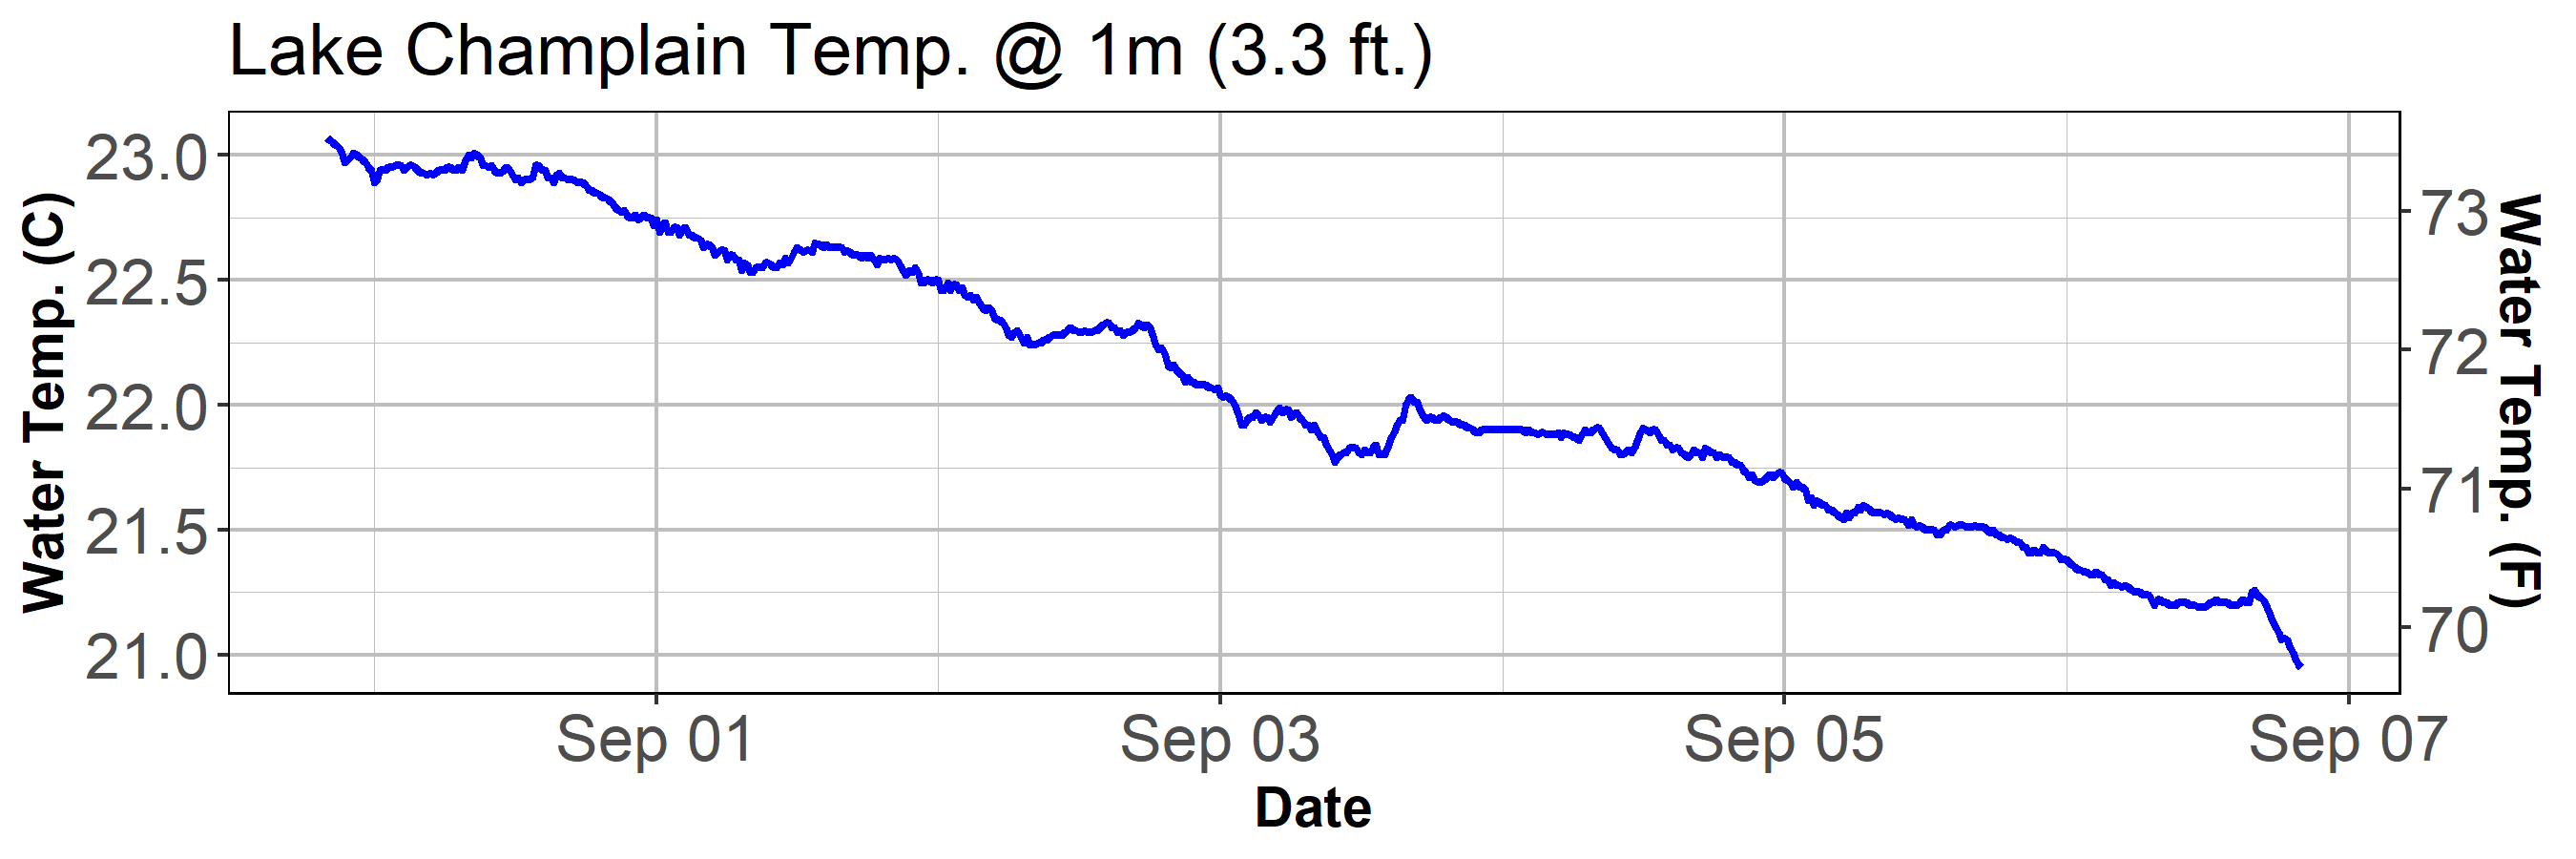 Lake Champlain Temp. @ 1m (3.3 ft.)
Water Temp. (C)
23.0
22.5
22.0
21.5
21.0
73
72
71
70
Water Temp. (F)
Sep 01 Sep 03 Sep 05 Sep 07
Date